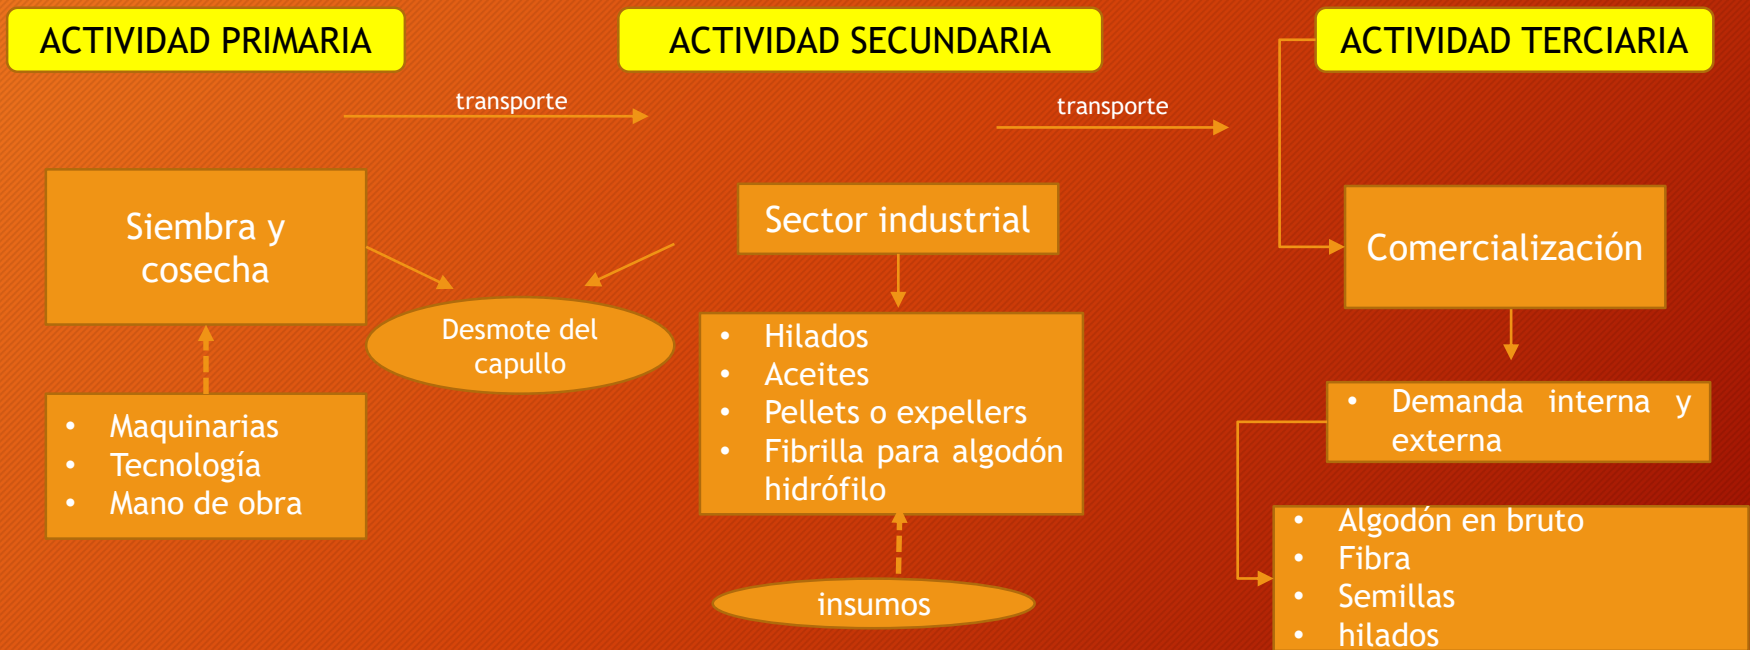 ACTIVIDAD PRIMARIA
ACTIVIDAD SECUNDARIA
ACTIVIDAD TERCIARIA
transporte
transporte
Siembra y
cosecha
Desmote del
capullo
• Maquinarias
• Tecnología
• Mano de obra
Sector industrial
• Hilados
• Aceites
• Pellets o expellers
• Fibrilla para algodón
hidrófilo
insumos
Comercialización
• Demanda interna y
externa
• Algodón en bruto
• Fibra
• Semillas
• hilados